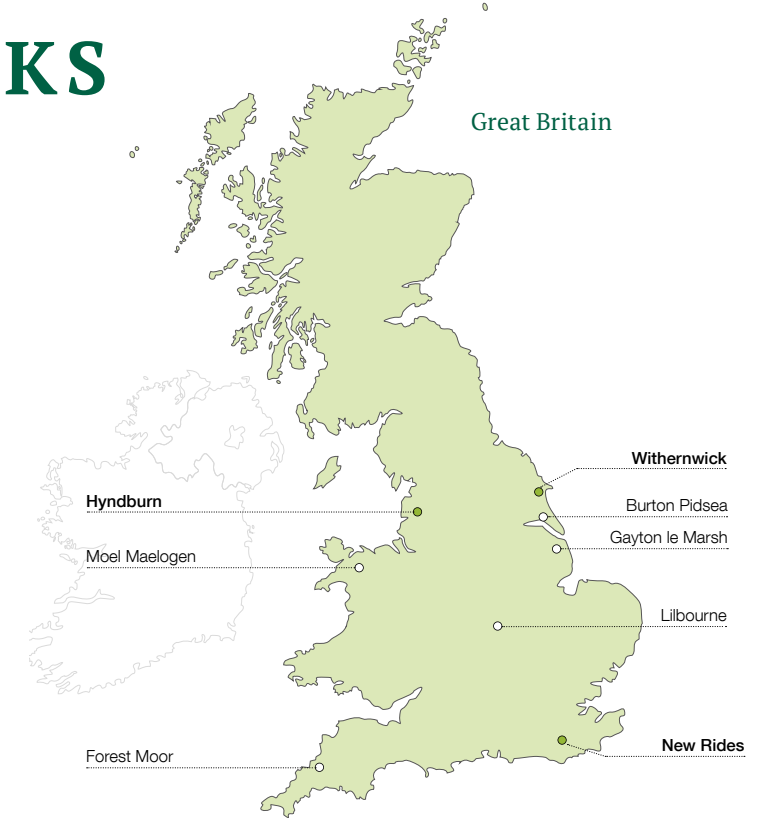 KS
Great Britain
Withernwick
Hyndburn
Burton Pidsea
Gayton le Marsh
Moel Maelogen
Lilbourne
New Rides
Forest Moor